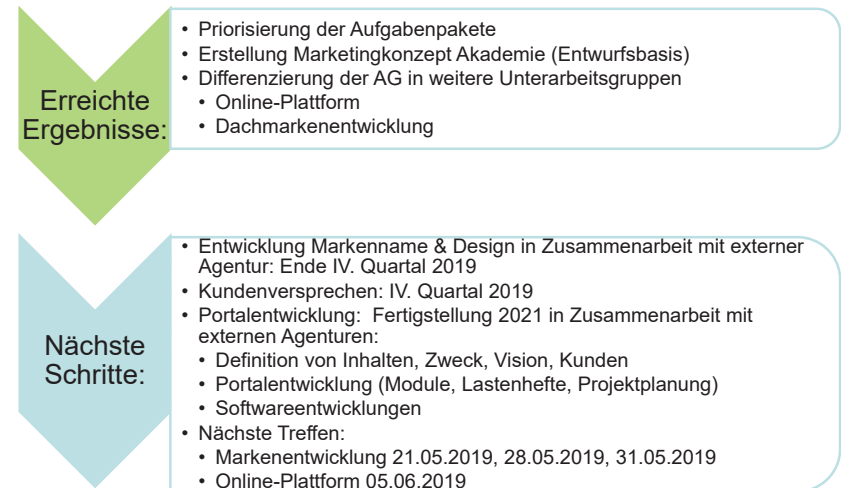 Erreichte
Ergebnisse:
• Priorisierung der Aufgabenpakete
• Erstellung Marketingkonzept Akademie (Entwurfsbasis)
• Differenzierung der AG in weitere Unterarbeitsgruppen
• Online-Plattform
• Dachmarkenentwicklung
Nächste
Schritte:
• Entwicklung Markenname & Design in Zusammenarbeit mit externer
Agentur: Ende IV. Quartal 2019
• Kundenversprechen: IV. Quartal 2019
• Portalentwicklung: Fertigstellung 2021 in Zusammenarbeit mit
externen Agenturen:
• Definition von Inhalten, Zweck, Vision, Kunden
• Portalentwicklung (Module, Lastenhefte, Projektplanung)
• Softwareentwicklungen
• Nächste Treffen:
• Markenentwicklung 21.05.2019, 28.05.2019, 31.05.2019
• Online-Plattform 05.06.2019